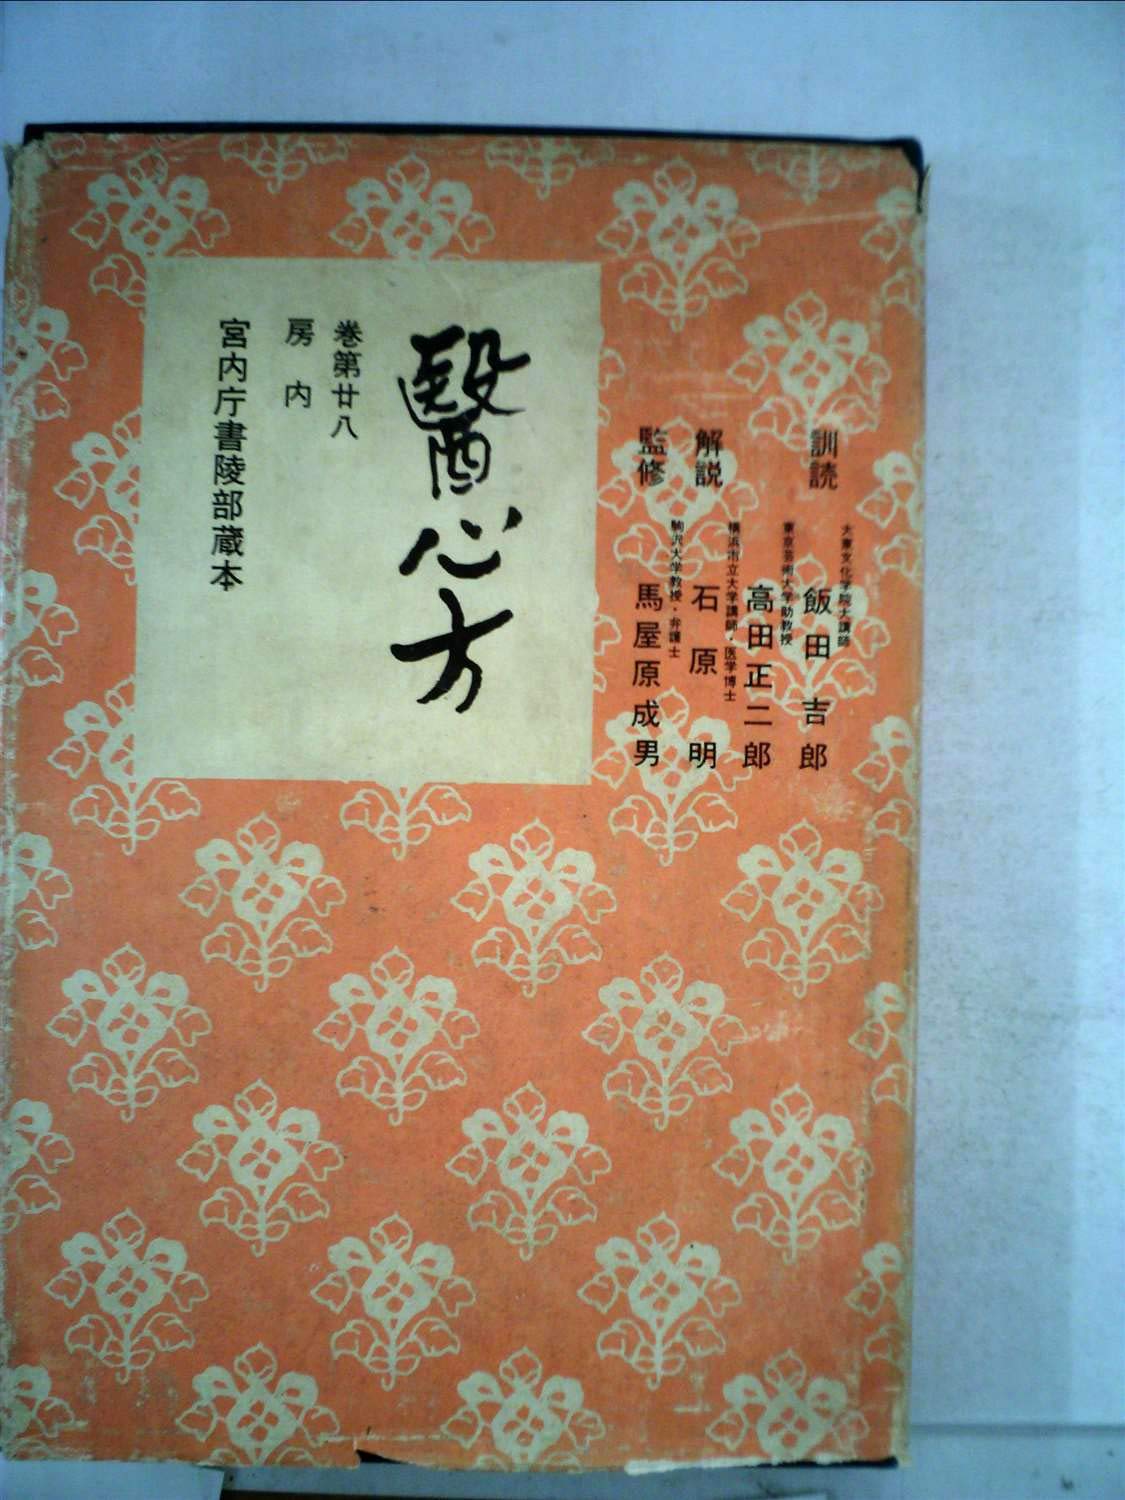 訓読
大東文化学院大講師
飯田吉郎
東京芸術大学助教授
高田正二郎
解説
横浜市立大学講師・医学博士
石原明
監修
駒沢大学教授・弁護士
馬屋原成男
醫心方
巻第廿八
房内
宮内庁書陵部蔵本